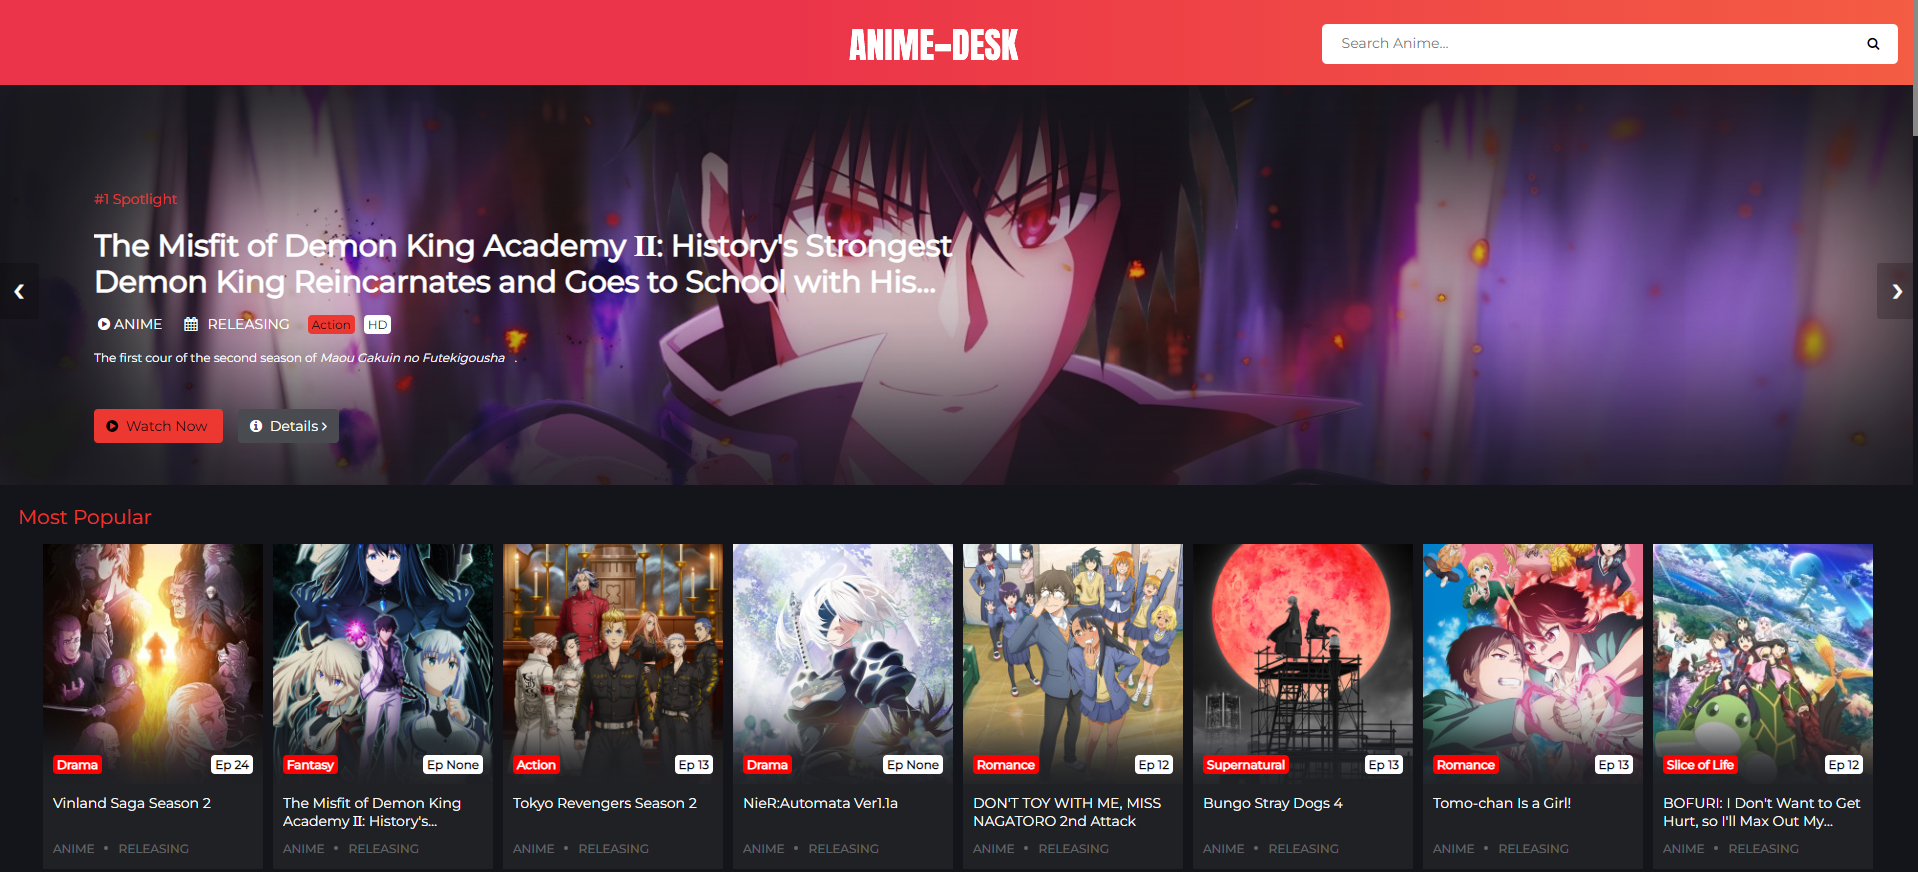 ANIME-DESK
Search Anime...
#1 Spotlight
The Misfit of Demon King Academy Ⅱ: History's Strongest
Demon King Reincarnates and Goes to School with His...
ANIME RELEASING Action HD
The first cour of the second season of Maou Gakuin no Futekigousha .
Watch Now Details
Most Popular
Drama Ep 24
Vinland Saga Season 2
ANIME • RELEASING
Fantasy Ep None
The Misfit of Demon King
Academy Ⅱ: History's...
ANIME • RELEASING
Action Ep 13
Tokyo Revengers Season 2
ANIME • RELEASING
Drama Ep None
NieR:Automata Ver1.1a
ANIME • RELEASING
Romance Ep 12
DON'T TOY WITH ME, MISS
NAGATORO 2nd Attack
ANIME • RELEASING
Supernatural Ep 13
Bungo Stray Dogs 4
ANIME • RELEASING
Romance Ep 13
Tomo-chan Is a Girl!
ANIME • RELEASING
Slice of Life Ep 12
BOFURI: I Don't Want to Get
Hurt, so I'll Max Out My...
ANIME • RELEASING